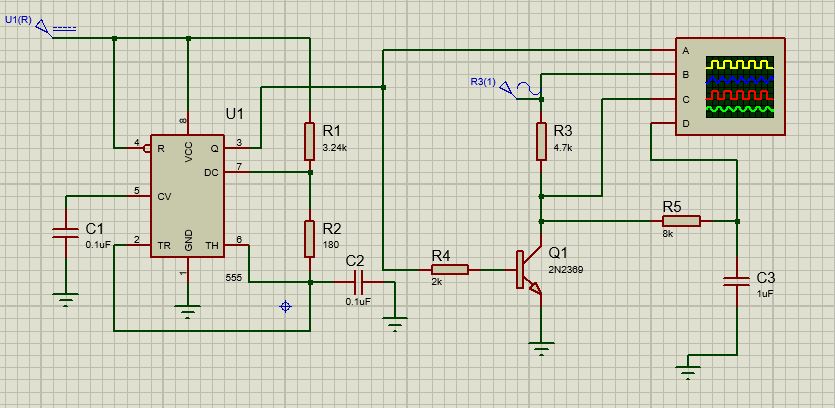 U1(R)
U1
4
R
8
VCC
Q
3
DC
7
5
CV
2
TR
GND
1
TH
6
555
R1
3.24k
R2
180
C1
0.1uF
C2
0.1uF
R3(1)
R3
4.7k
R4
2k
Q1
2N2369
R5
8k
C3
1uF
A
B
C
D